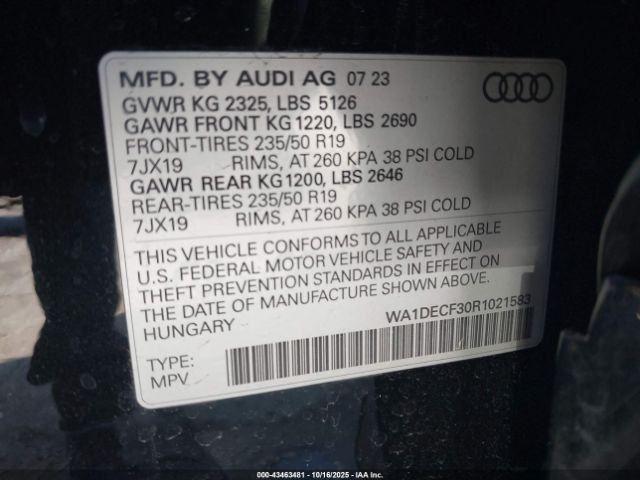 MFD. BY AUDI AG 07 23
GVWR KG 2325, LBS 5126
GAWR FRONT KG 1220, LBS 2690
FRONT-TIRES 235/50 R19
7JX19 RIMS, AT 260 KPA 38 PSI COLD
GAWR REAR KG 1200, LBS 2646
REAR-TIRES 235/50 R19
7JX19 RIMS, AT 260 KPA 38 PSI COLD
THIS VEHICLE CONFORMS TO ALL APPLICABLE
U.S. FEDERAL MOTOR VEHICLE SAFETY AND
THEFT PREVENTION STANDARDS IN EFFECT ON
THE DATE OF MANUFACTURE SHOWN ABOVE.
HUNGARY
WA1DECF30R1021583
TYPE:
MPV
000-43463481 - 10/16/2025 - IAA Inc.